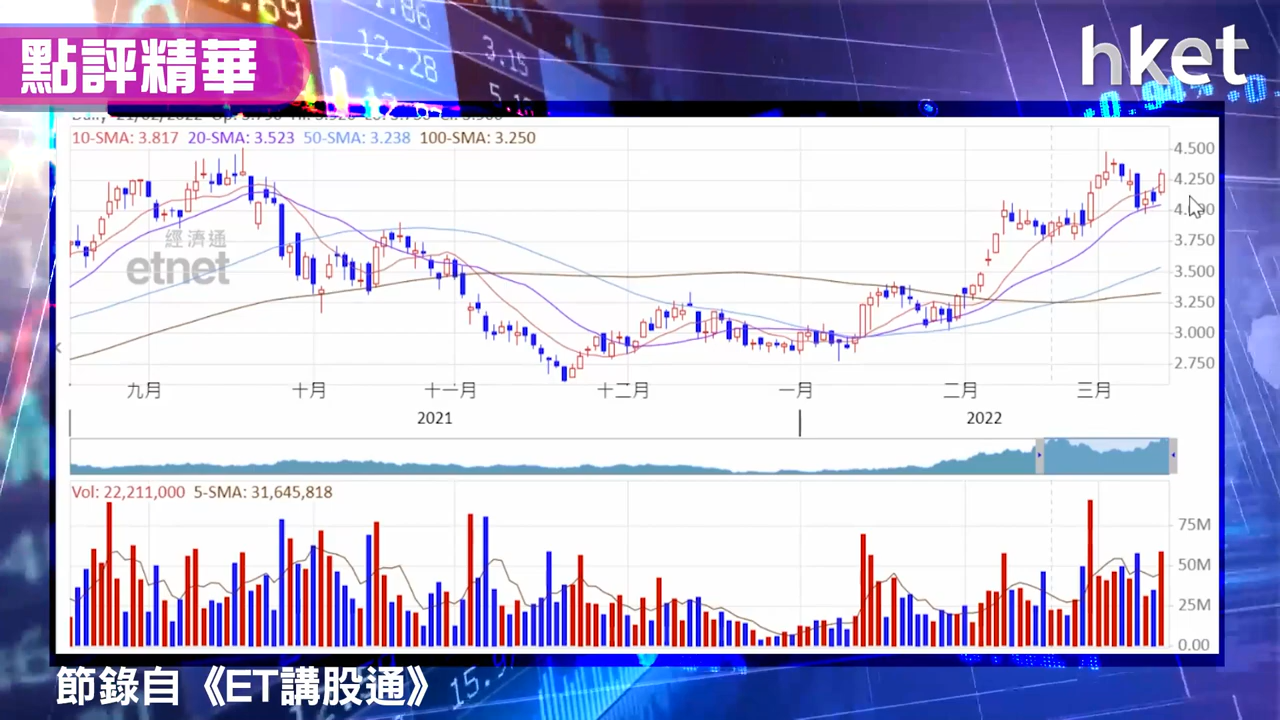 點評精華
hket
10-SMA: 3.817 20-SMA: 3.523 50-SMA: 3.238 100-SMA: 3.250
4.500
4.250
3.750
3.500
3.250
3.000
2.750
經濟通
etnet
九月 十月 十一月 十二月 一月 二月 三月
2021 2022
Vol: 22,211,000 5-SMA: 31,645,818
75M
50M
25M
0.00
節錄自《ET講股通》
12.28
3.15